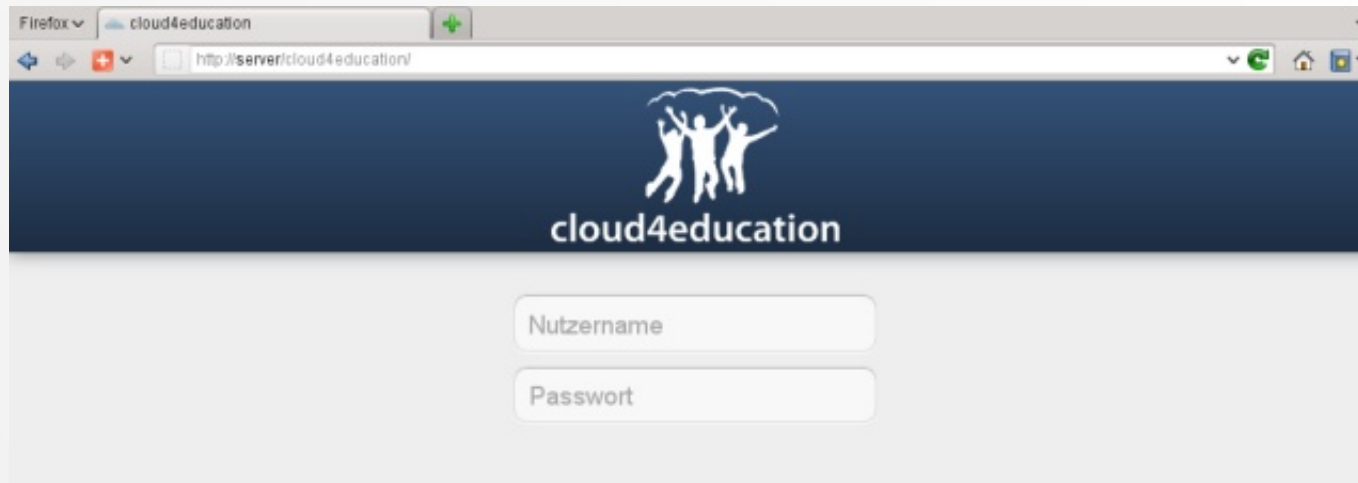 Firefox
cloud4education
http://server/cloud4education/
cloud4education
Nutzername
Passwort